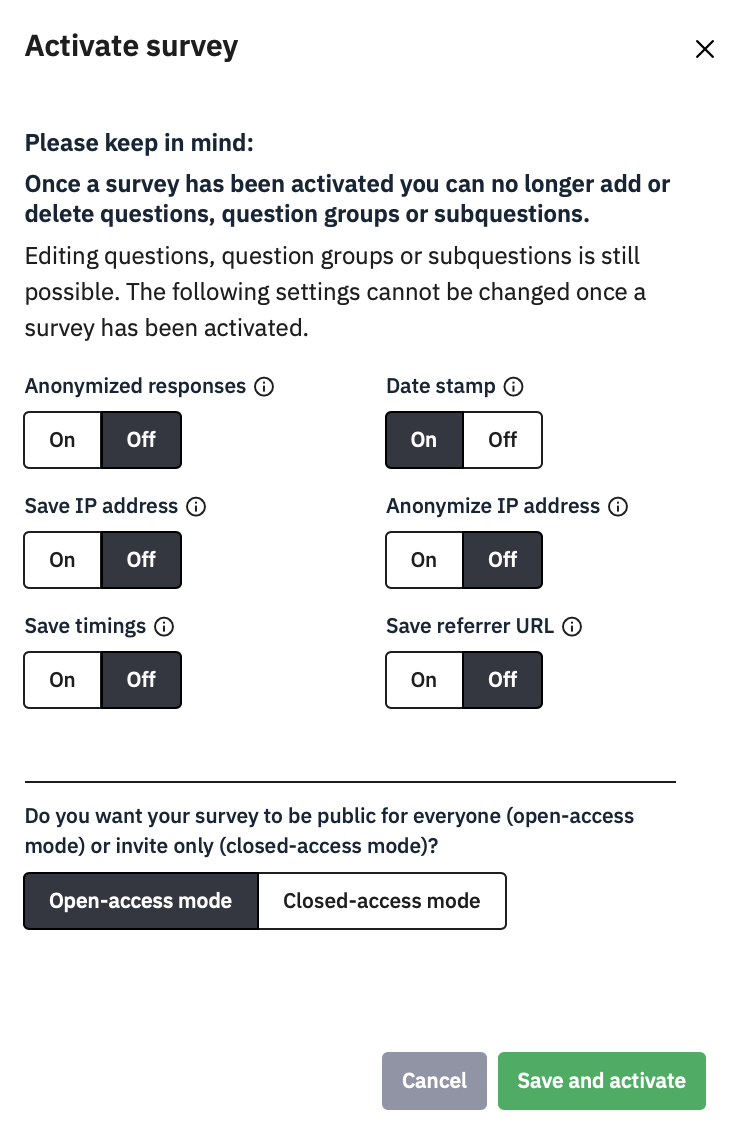 Activate survey
Please keep in mind:
Once a survey has been activated you can no longer add or
delete questions, question groups or subquestions.
Editing questions, question groups or subquestions is still
possible. The following settings cannot be changed once a
survey has been activated.
Anonymized responses
On Off
Date stamp
On Off
Save IP address
On Off
Anonymize IP address
On Off
Save timings
On Off
Save referrer URL
On Off
Do you want your survey to be public for everyone (open-access
mode) or invite only (closed-access mode)?
Open-access mode Closed-access mode
Cancel Save and activate